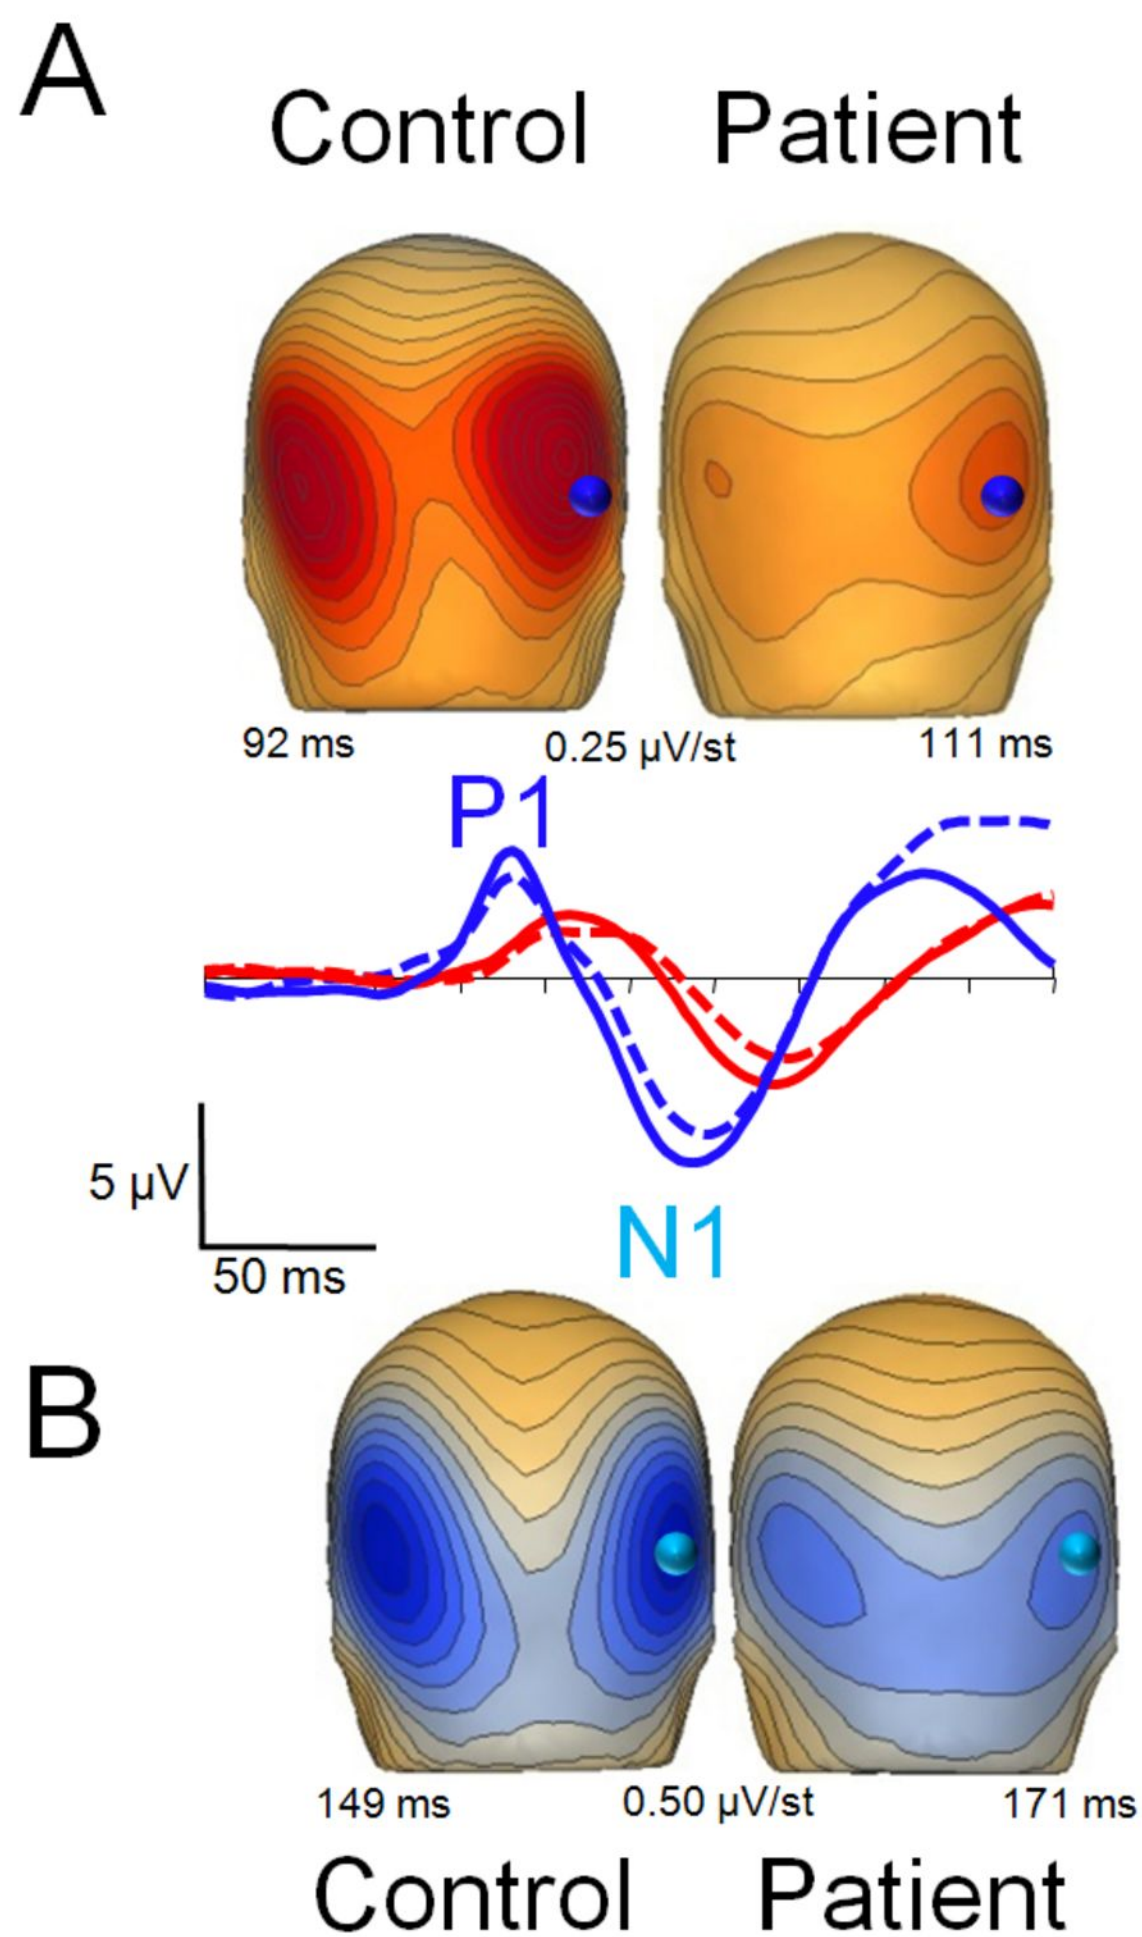 A
Control Patient
92 ms 0.25 µV/st 111 ms
P1
5 µV
50 ms
N1
B
149 ms 0.50 µV/st 171 ms
Control Patient